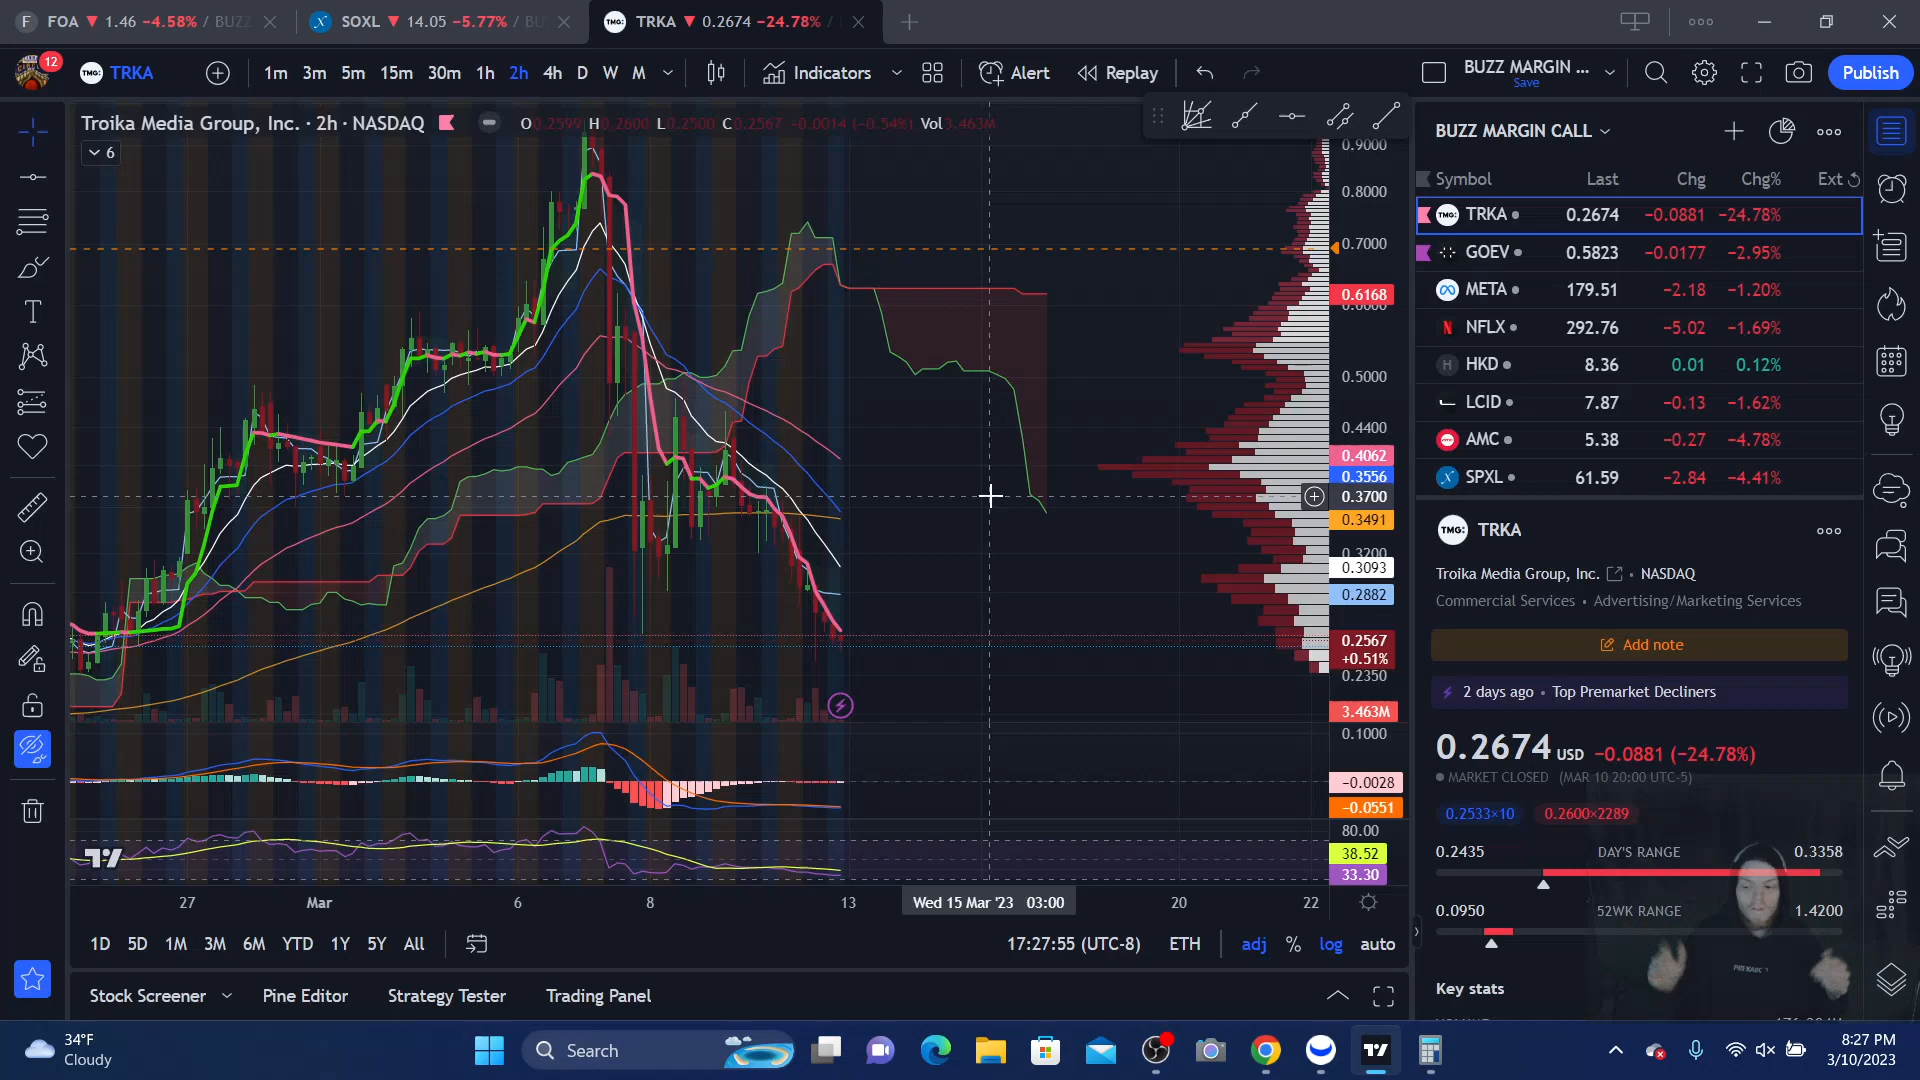 F FOA ▼ 1.46 −4.58% / BUZZ
SOXL ▼ 14.05 −5.77% / BU
TMG: TRKA ▼ 0.2674 −24.78% /
12
TMG: TRKA
1m 3m 5m 15m 30m 1h 2h 4h D W M
Indicators
Alert
Replay
BUZZ MARGIN ...
Save
Publish
Troika Media Group, Inc. · 2h · NASDAQ
O0.2599 H0.2600 L0.2500 C0.2567 −0.0014 (−0.54%) Vol3.463M
6
0.9000
0.8000
0.7000
0.6168
0.6000
0.5000
0.4400
0.4062
0.3556
0.3700
0.3491
0.3200
0.3093
0.2882
0.2567
+0.51%
0.2350
3.463M
0.1000
−0.0028
−0.0551
80.00
38.52
33.30
27 Mar 6 8 13 Wed 15 Mar '23 03:00 20 22
1D 5D 1M 3M 6M YTD 1Y 5Y All
17:27:55 (UTC-8) ETH adj % log auto
Stock Screener Pine Editor Strategy Tester Trading Panel
BUZZ MARGIN CALL
Symbol Last Chg Chg% Ext
TMG: TRKA 0.2674 −0.0881 −24.78%
GOEV 0.5823 −0.0177 −2.95%
META 179.51 −2.18 −1.20%
N NFLX 292.76 −5.02 −1.69%
H HKD 8.36 0.01 0.12%
LCID 7.87 −0.13 −1.62%
AMC 5.38 −0.27 −4.78%
SPXL 61.59 −2.84 −4.41%
TMG: TRKA
Troika Media Group, Inc. · NASDAQ
Commercial Services • Advertising/Marketing Services
Add note
2 days ago • Top Premarket Decliners
0.2674 USD −0.0881 (−24.78%)
MARKET CLOSED (MAR 10 20:00 UTC-5)
0.2533×10 0.2600×2289
0.2435 DAY'S RANGE 0.3358
0.0950 52WK RANGE 1.4200
Key stats
34°F
Cloudy
Search
8:27 PM
3/10/2023